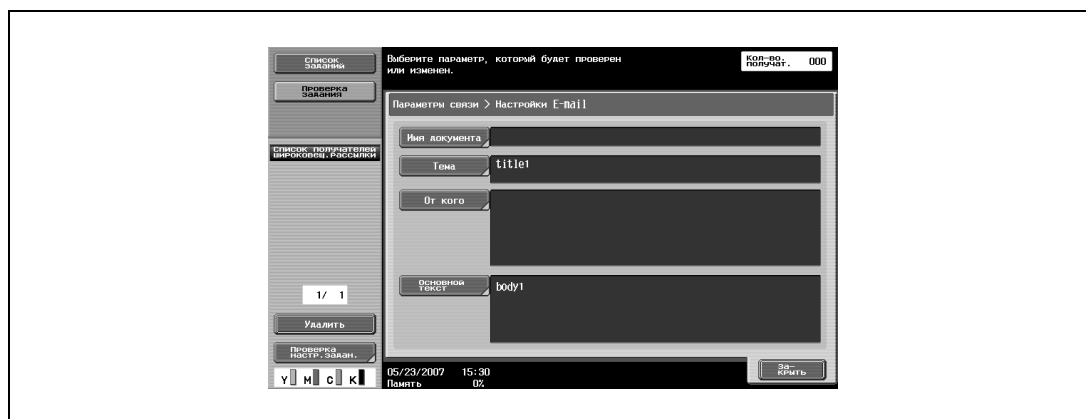 Список
заданий
Проверка
задания
Список получателей
широковещ.рассылки
1/ 1
Удалить
Проверка
настр.задан.
Y M C K
Выберите параметр, который будет проверен
или изменен.
Кол-во.
получат. 000
Параметры связи > Настройки E-mail
Имя документа
Тема title1
От кого
Основной
текст body1
05/23/2007 15:30
Память 0%
За-
крыть